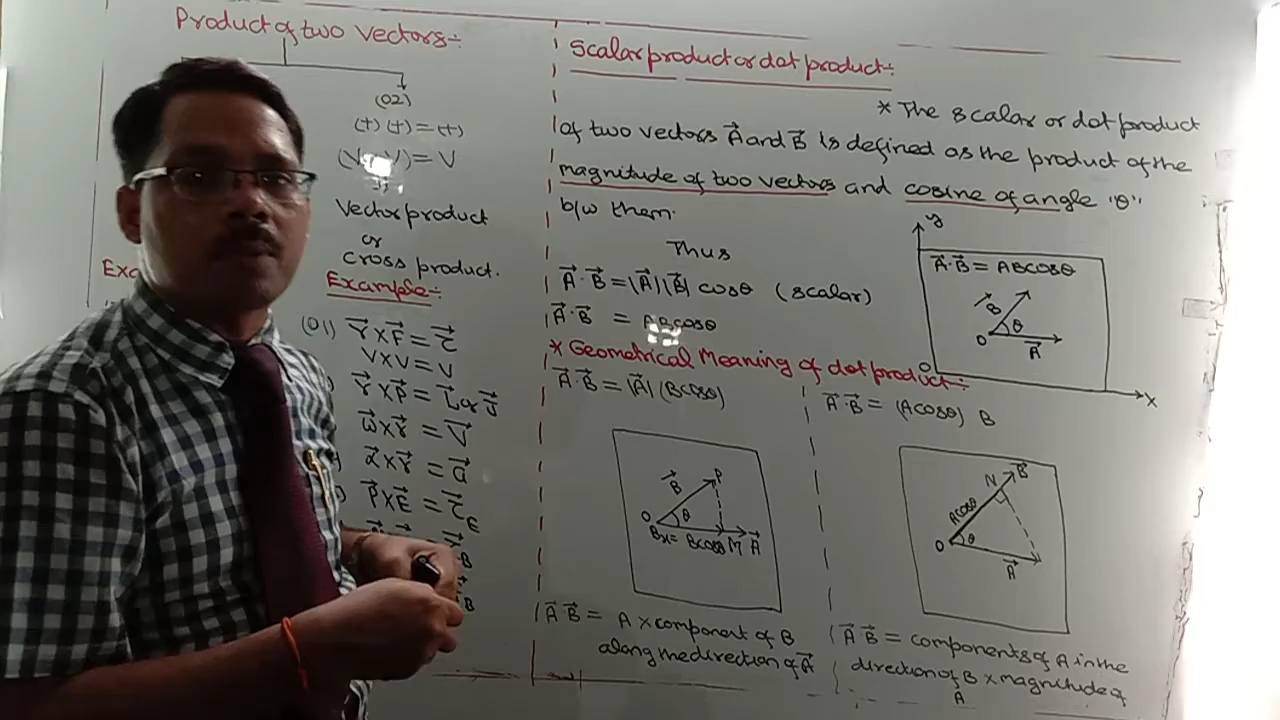 Product of two vectors:-
(02)
(+) (+) = (+)
= V
Vector product
or
cross product.
Exa
Example:-
(01) r⃗ × F⃗ = τ⃗
V × V = V
r⃗ × P⃗ = L⃗ or J⃗
ω⃗ × r⃗ = V⃗
α⃗ × r⃗ = a⃗
P⃗ × E⃗ = τ⃗E
B
B
Scalar product or dot product:-
* The scalar or dot product
of two vectors A⃗ and B⃗ is defined as the product of the
magnitude of two vectors and cosine of angle "θ"
b/w them.
Thus
A⃗ · B⃗ = |A⃗| |B⃗| cosθ (scalar)
A⃗ · B⃗ = ABcosθ
y
A⃗ · B⃗ = ABcosθ
B⃗
θ
O
A⃗
O
x
* Geometrical Meaning of dot product:-
A⃗ · B⃗ = |A⃗| (Bcosθ)
B⃗
P
O
θ
Bx = Bcosθ M A⃗
A⃗ B⃗ = A × component of B
along the direction of A⃗
A⃗ · B⃗ = (Acosθ) B
N
B⃗
Acosθ
O
θ
A⃗
A⃗ B⃗ = components of A in the
direction of B × magnitude of
A